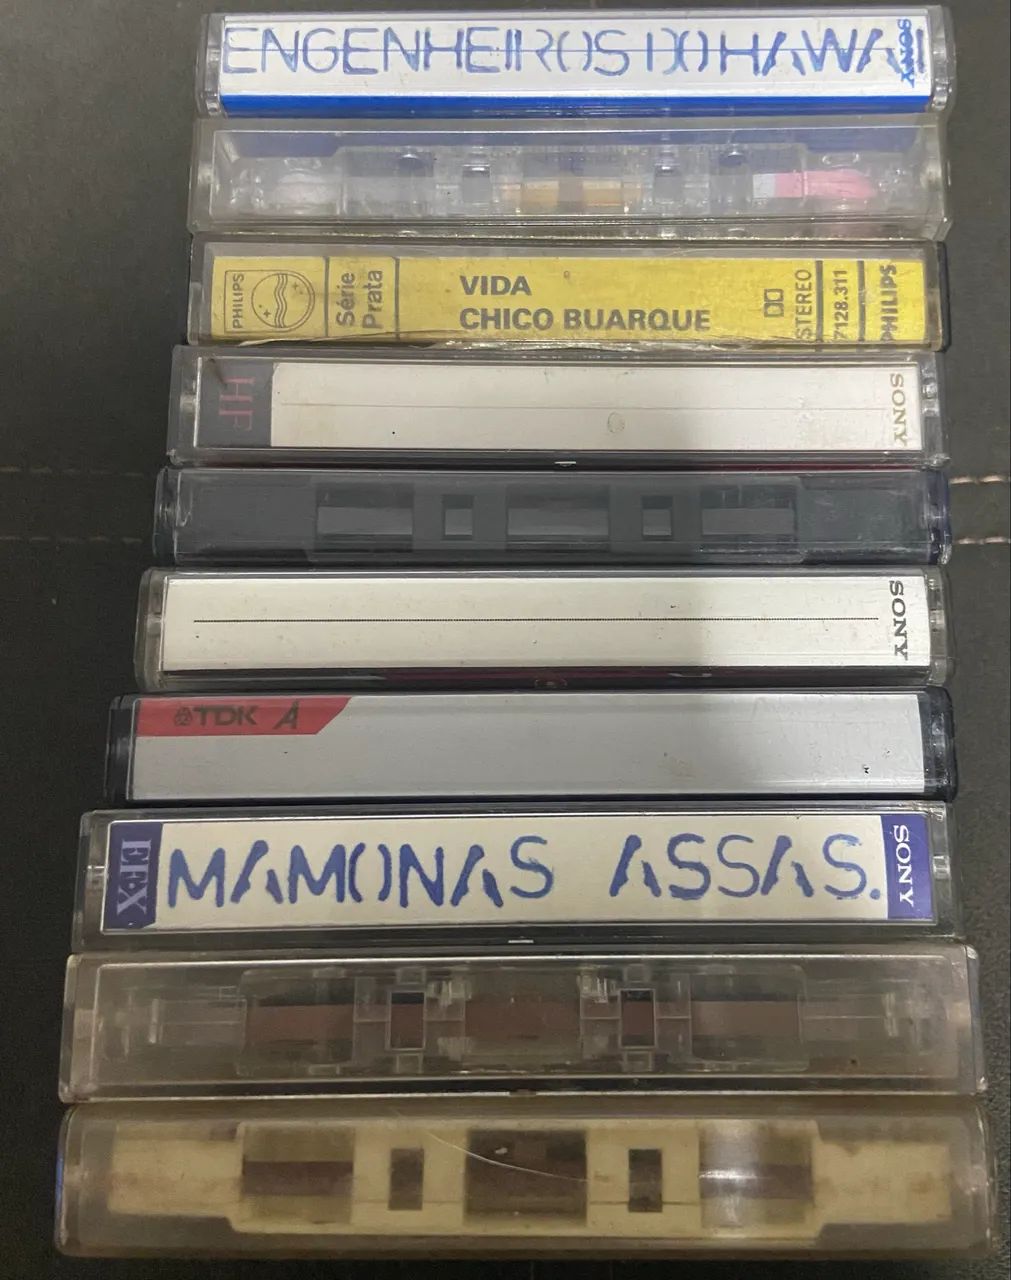 ENGENHEIROS DO HAWAII
SONY
PHILIPS
Série
Prata
VIDA
CHICO BUARQUE
STEREO
7128.311
PHILIPS
HF
SONY
SONY
TDK A
EF-X
MAMONAS ASSAS.
SONY